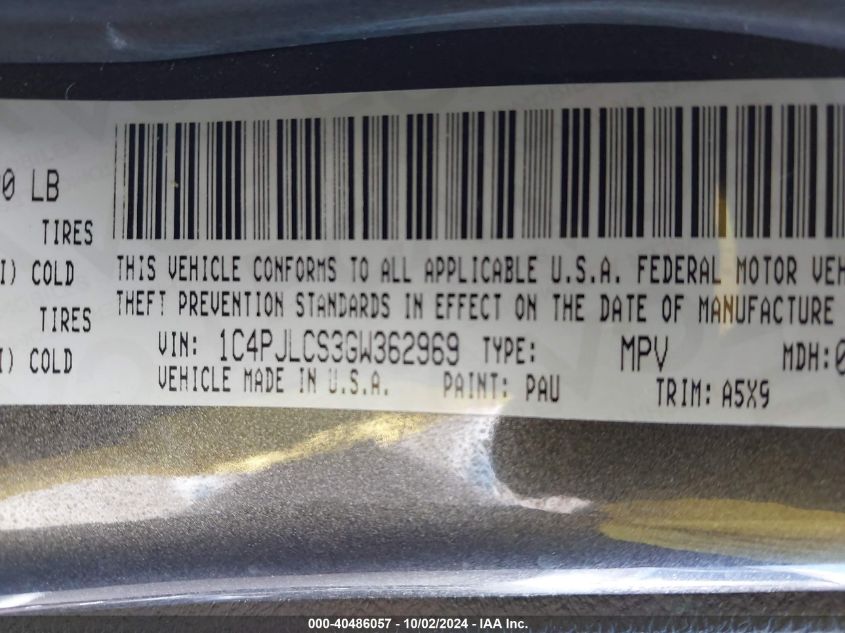 00 LB
TIRES
I) COLD
TIRES
I) COLD
THIS VEHICLE CONFORMS TO ALL APPLICABLE U.S.A. FEDERAL MOTOR VEH
THEFT PREVENTION STANDARDS IN EFFECT ON THE DATE OF MANUFACTURE
VIN: 1C4PJLCS3GW362969 TYPE: MPV MDH:0
VEHICLE MADE IN U.S.A. PAINT: PAU TRIM: A5X9
000-40486057 - 10/02/2024 - IAA Inc.